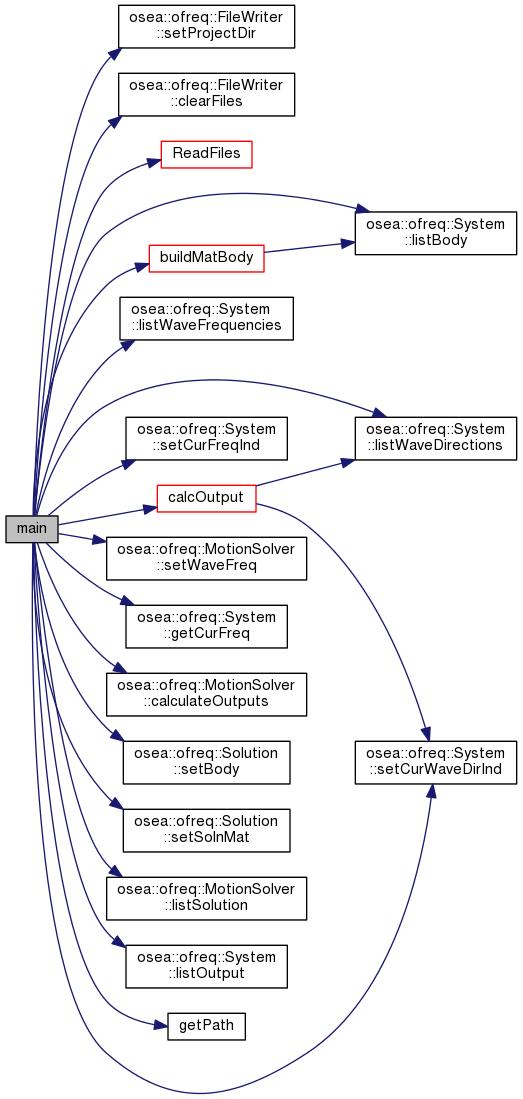 osea::ofreq::FileWriter
::setProjectDir
osea::ofreq::FileWriter
::clearFiles
ReadFiles
osea::ofreq::System
::listBody
buildMatBody
osea::ofreq::System
::listWaveFrequencies
osea::ofreq::System
::setCurFreqInd
osea::ofreq::System
::listWaveDirections
calcOutput
main
osea::ofreq::MotionSolver
::setWaveFreq
osea::ofreq::System
::getCurFreq
osea::ofreq::MotionSolver
::calculateOutputs
osea::ofreq::Solution
::setBody
osea::ofreq::System
::setCurWaveDirInd
osea::ofreq::Solution
::setSolnMat
osea::ofreq::MotionSolver
::listSolution
osea::ofreq::System
::listOutput
getPath